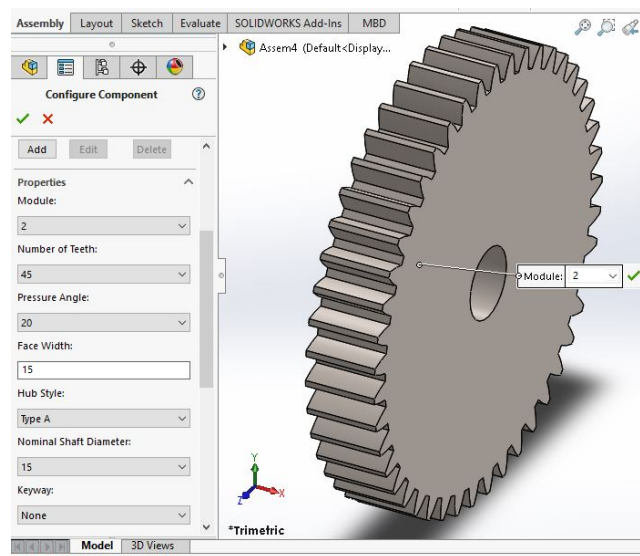 Assembly Layout Sketch Evaluate SOLIDWORKS Add-Ins MBD
Assem4 (Default<Display...
Configure Component
Add Edit Delete
Properties
Module:
2
Number of Teeth:
45
Pressure Angle:
20
Face Width:
15
Hub Style:
Type A
Nominal Shaft Diameter:
15
Keyway:
None
Module: 2
Y
X
Z
*Trimetric
Model 3D Views